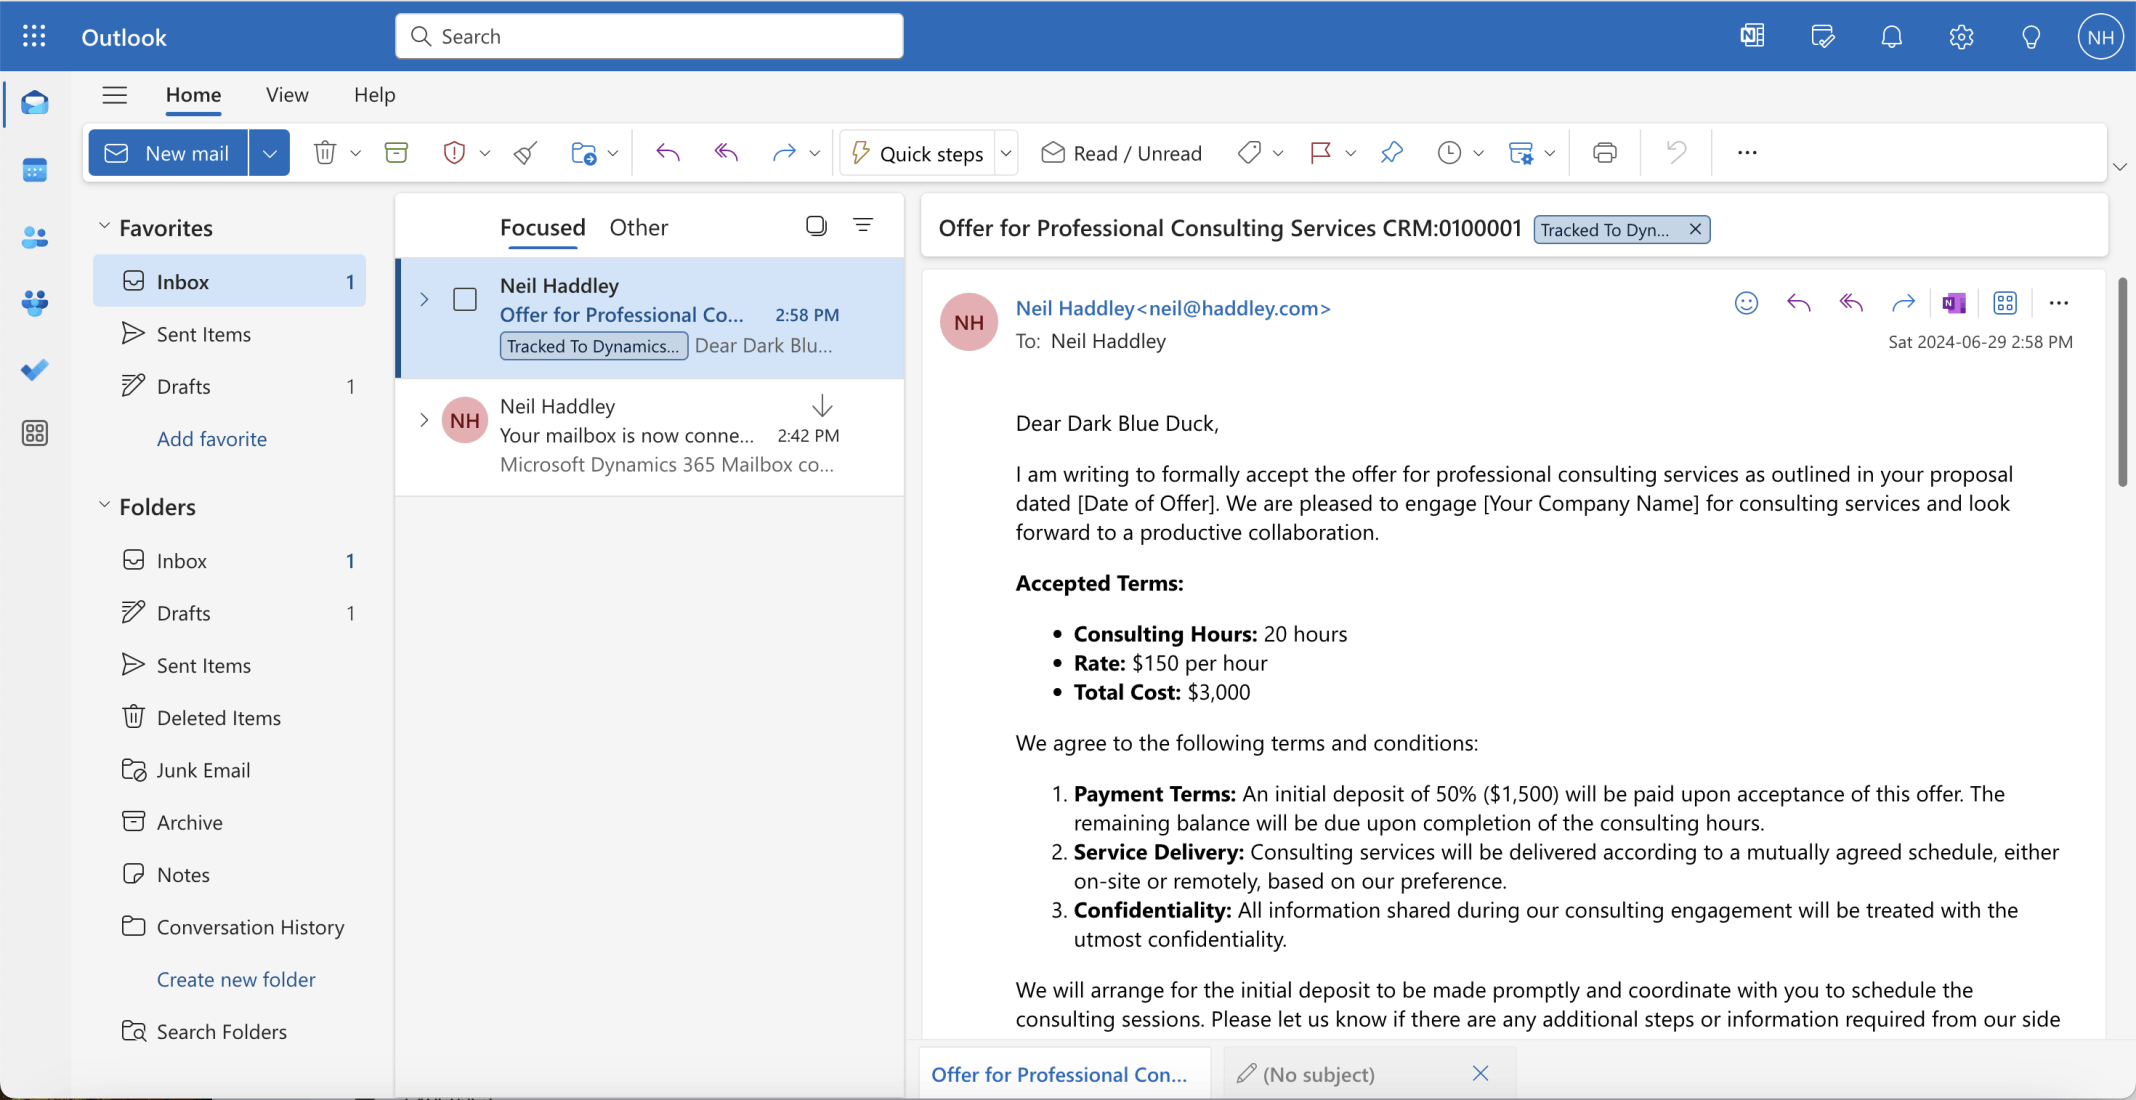 Outlook
Search
NH
Home
View
Help
New mail
Quick steps
Read / Unread
Favorites
Inbox 1
Sent Items
Drafts 1
Add favorite
Folders
Inbox 1
Drafts 1
Sent Items
Deleted Items
Junk Email
Archive
Notes
Conversation History
Create new folder
Search Folders
Focused
Other
Neil Haddley
Offer for Professional Co... 2:58 PM
Tracked To Dynamics... Dear Dark Blu...
NH
Neil Haddley
Your mailbox is now conne... 2:42 PM
Microsoft Dynamics 365 Mailbox co...
Offer for Professional Consulting Services CRM:0100001 Tracked To Dyn...
NH
Neil Haddley<neil@haddley.com>
To: Neil Haddley
Sat 2024-06-29 2:58 PM
Dear Dark Blue Duck,
I am writing to formally accept the offer for professional consulting services as outlined in your proposal
dated [Date of Offer]. We are pleased to engage [Your Company Name] for consulting services and look
forward to a productive collaboration.
Accepted Terms:
• Consulting Hours: 20 hours
• Rate: $150 per hour
• Total Cost: $3,000
We agree to the following terms and conditions:
1. Payment Terms: An initial deposit of 50% ($1,500) will be paid upon acceptance of this offer. The
remaining balance will be due upon completion of the consulting hours.
2. Service Delivery: Consulting services will be delivered according to a mutually agreed schedule, either
on-site or remotely, based on our preference.
3. Confidentiality: All information shared during our consulting engagement will be treated with the
utmost confidentiality.
We will arrange for the initial deposit to be made promptly and coordinate with you to schedule the
consulting sessions. Please let us know if there are any additional steps or information required from our side
Offer for Professional Con...
(No subject)